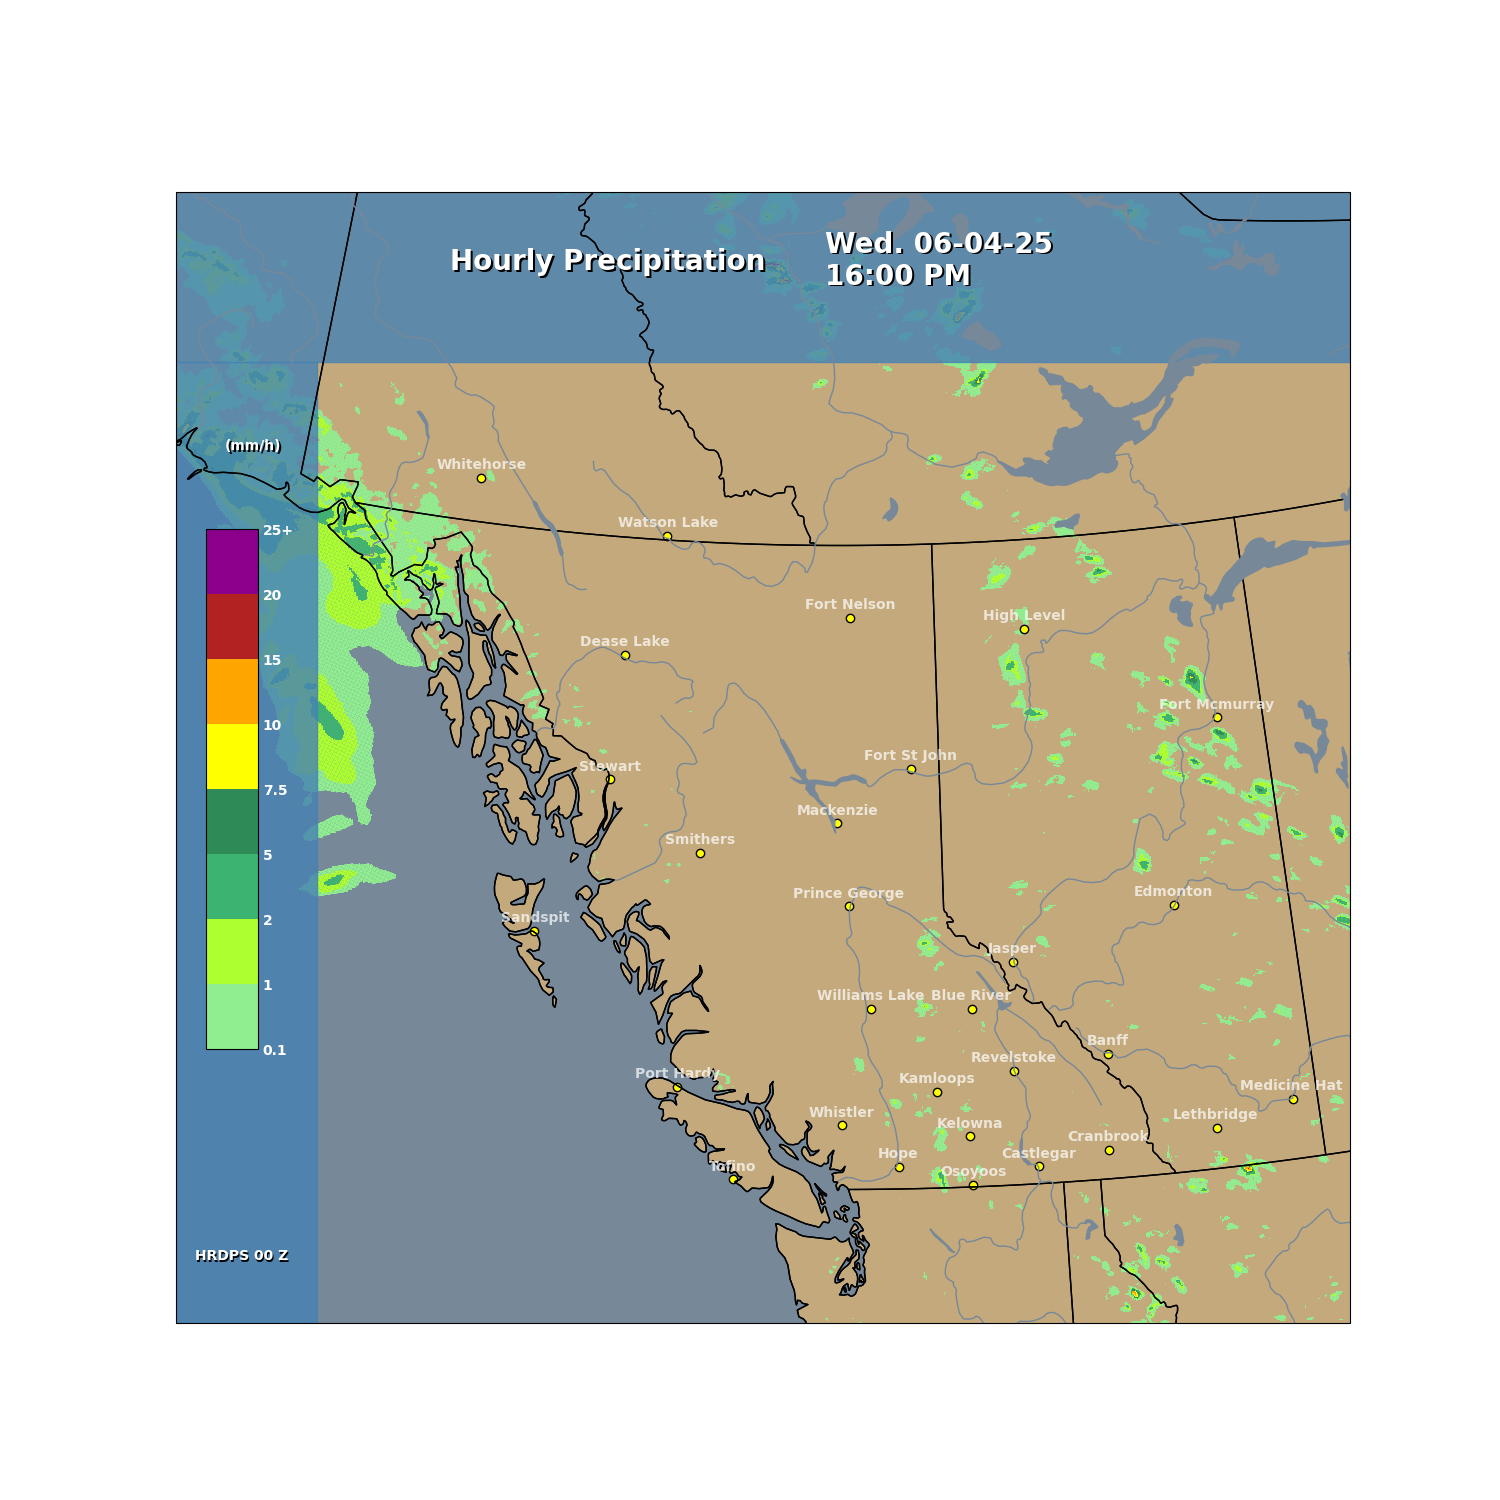 Hourly Precipitation
Wed. 06-04-25
16:00 PM
(mm/h)
Whitehorse
Watson Lake
25+
20
15
10
7.5
5
2
1
0.1
Fort Nelson
High Level
Dease Lake
Fort Mcmurray
Fort St John
Stewart
Mackenzie
Smithers
Prince George
Edmonton
Sandspit
Jasper
Williams Lake
Blue River
Banff
Revelstoke
Port Hardy
Kamloops
Medicine Hat
Whistler
Kelowna
Lethbridge
Cranbrook
Hope
Castlegar
Tofino
Osoyoos
HRDPS 00 Z